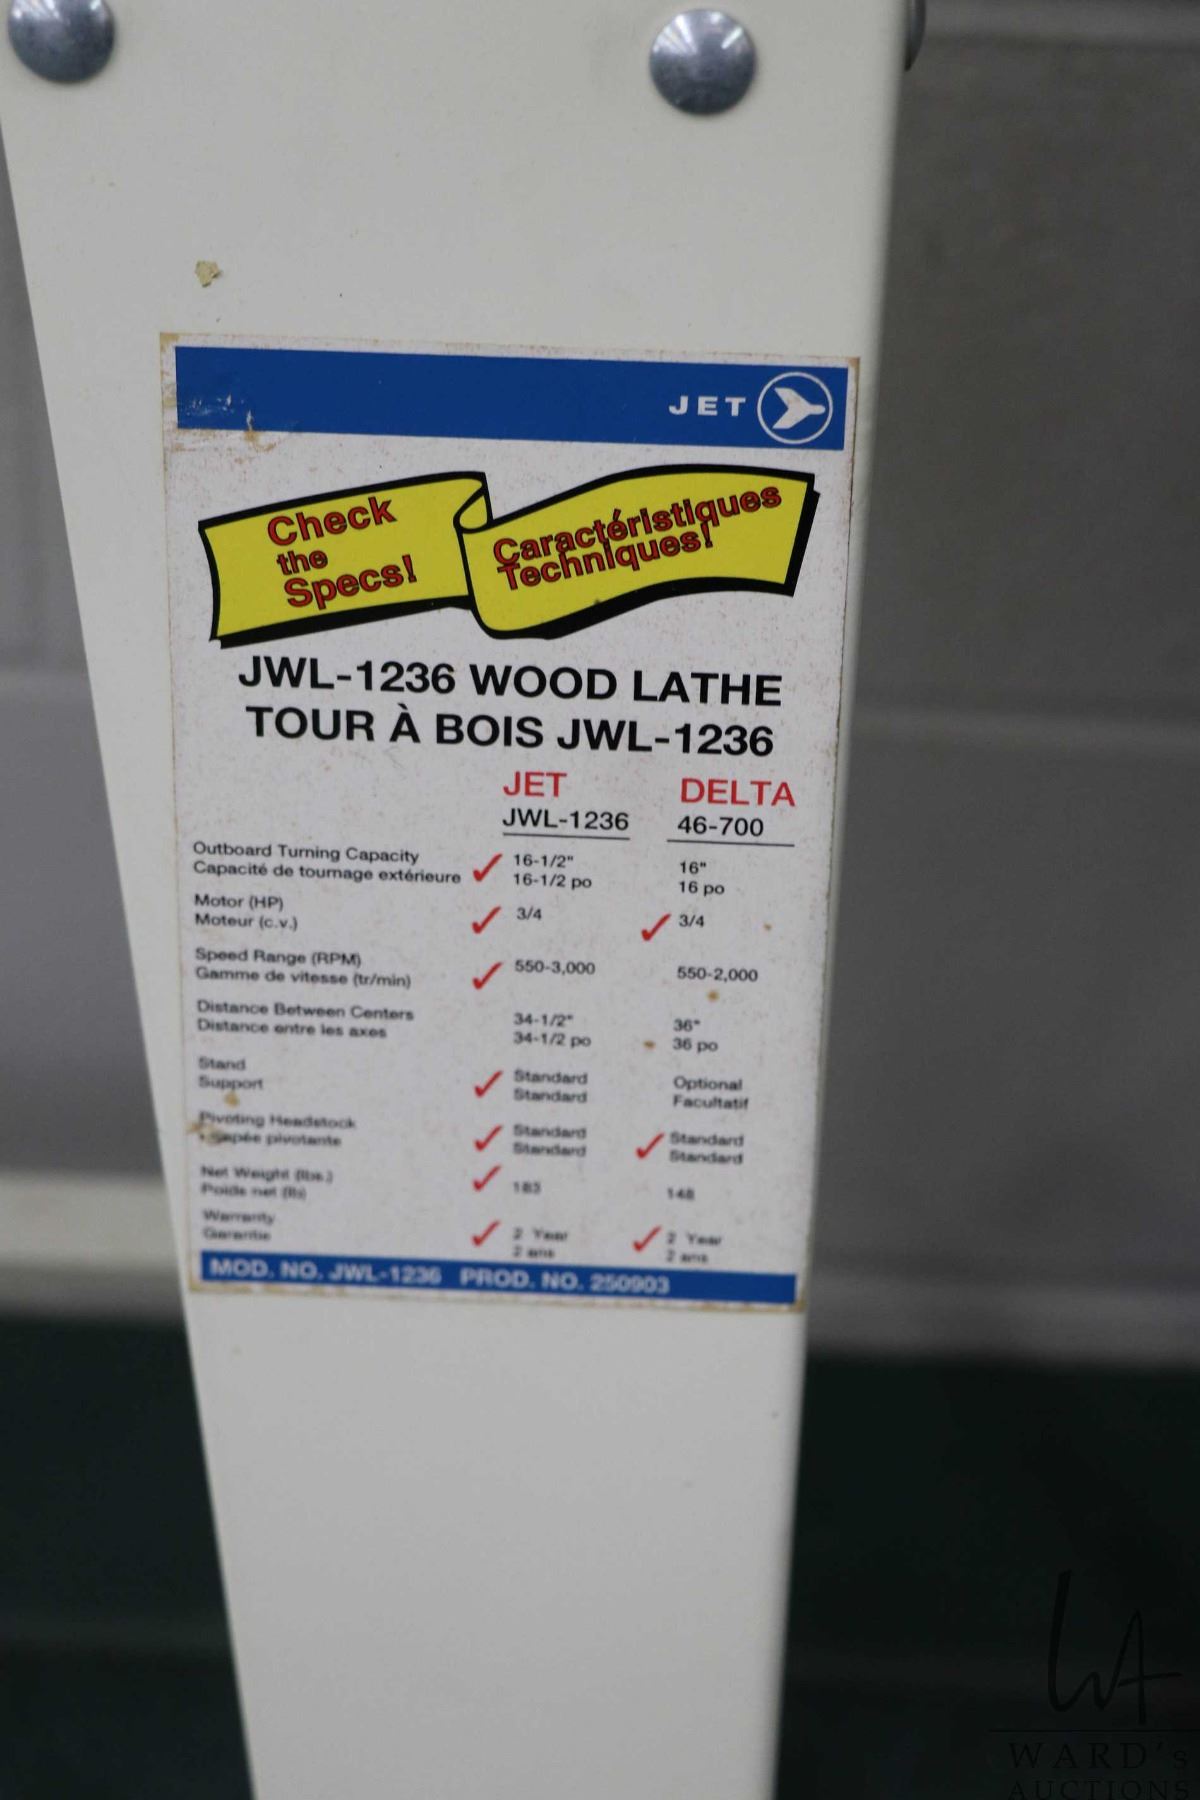 JET
Check
the
Specs!
Caractéristiques
Techniques!
JWL-1236 WOOD LATHE
TOUR À BOIS JWL-1236
JET DELTA
JWL-1236 46-700
Outboard Turning Capacity 16-1/2" 16"
Capacité de tournage extérieure 16-1/2 po 16 po
Motor (HP) 3/4 3/4
Moteur (c.v.)
Speed Range (RPM) 550-3,000 550-2,000
Gamme de vitesse (tr/min)
Distance Between Centers 34-1/2" 36"
Distance entre les axes 34-1/2 po 36 po
Stand Standard Optional
Support Standard Facultatif
Pivoting Headstock Standard Standard
pivotante Standard Standard
Net Weight (lbs.) 183 148
Poids net (lb)
Warranty 2 Year 2 Year
Garantie 2 ans 2 ans
MOD. NO. JWL-1236 PROD. NO. 250903
WARD's
AUCTIONS